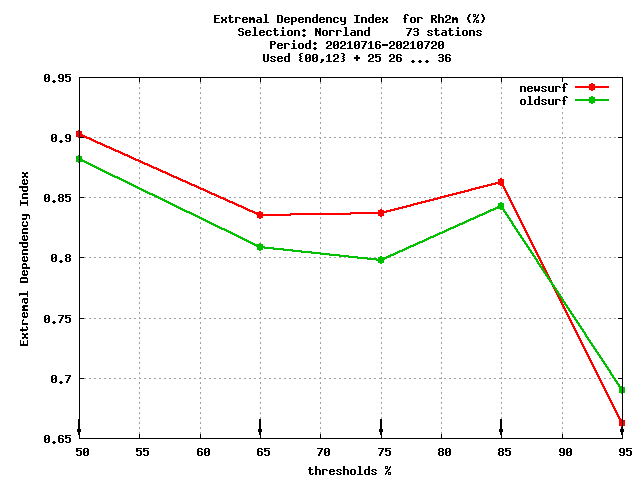 Extremal Dependency Index  for Rh2m (%)
Selection: Norrland     73 stations
Period: 20210716-20210720
Used {00,12} + 25 26 ... 36
0.95
0.9
0.85
0.8
0.75
0.7
0.65
Extremal Dependency Index
newsurf
oldsurf
50 55 60 65 70 75 80 85 90 95
thresholds %